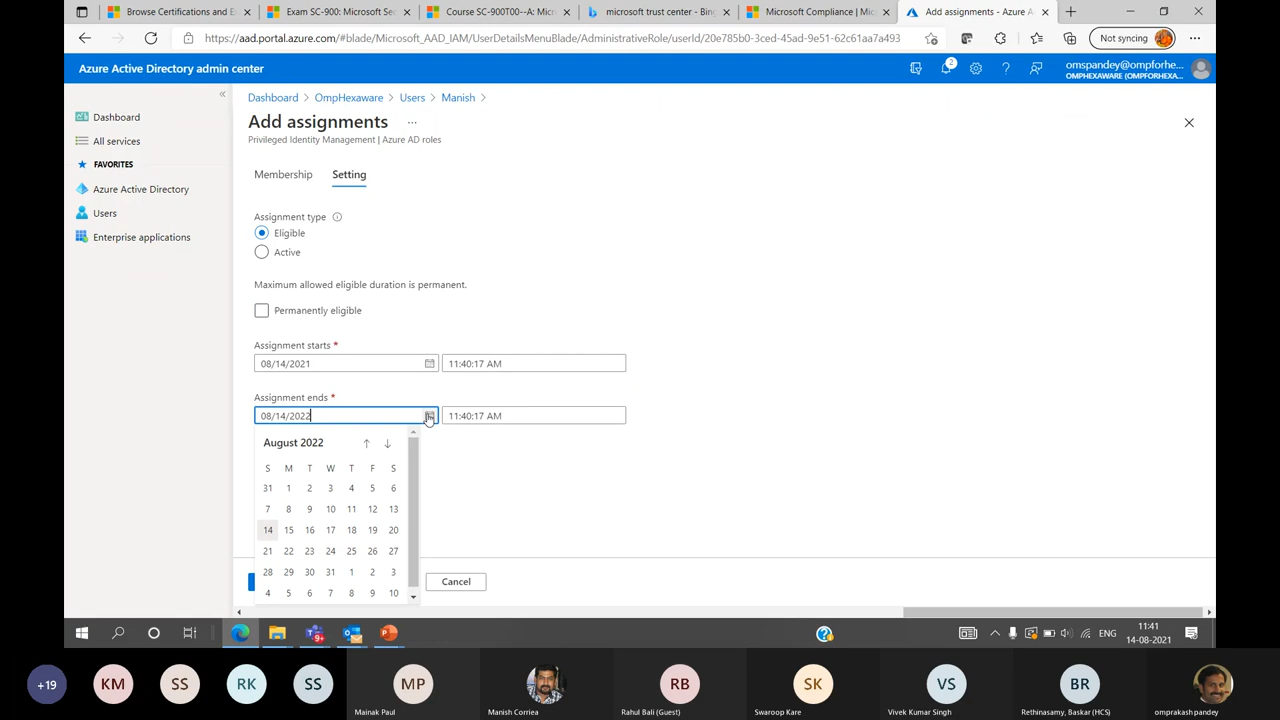 Browse Certifications and E
Exam SC-900: Microsoft Sec
Course SC-900T00--A: Micr
microsoft trust center - Bing
Microsoft Compliance | Mic
Add assignments - Azure A
https://aad.portal.azure.com/#blade/Microsoft_AAD_IAM/UserDetailsMenuBlade/AdministrativeRole/userId/20e785b0-3ced-45ad-9e51-62c61aa7a493
Not syncing
Azure Active Directory admin center
2
omspandey@ompforhe...
OMPHEXAWARE (OMPFORHEXA...
Dashboard
All services
FAVORITES
Azure Active Directory
Users
Enterprise applications
Dashboard > OmpHexaware > Users > Manish >
Add assignments ...
Privileged Identity Management | Azure AD roles
Membership Setting
Assignment type
Eligible
Active
Maximum allowed eligible duration is permanent.
Permanently eligible
Assignment starts *
08/14/2021 11:40:17 AM
Assignment ends *
08/14/2022 11:40:17 AM
August 2022
S M T W T F S
31 1 2 3 4 5 6
7 8 9 10 11 12 13
14 15 16 17 18 19 20
21 22 23 24 25 26 27
28 29 30 31 1 2 3
4 5 6 7 8 9 10
Cancel
9+
ENG
11:41
14-08-2021
+19
KM
SS
RK
SS
MP
Mainak Paul
Manish Corriea
RB
Rahul Bali (Guest)
SK
Swaroop Kare
VS
Vivek Kumar Singh
BR
Rethinasamy, Baskar (HCS)
omprakash pandey